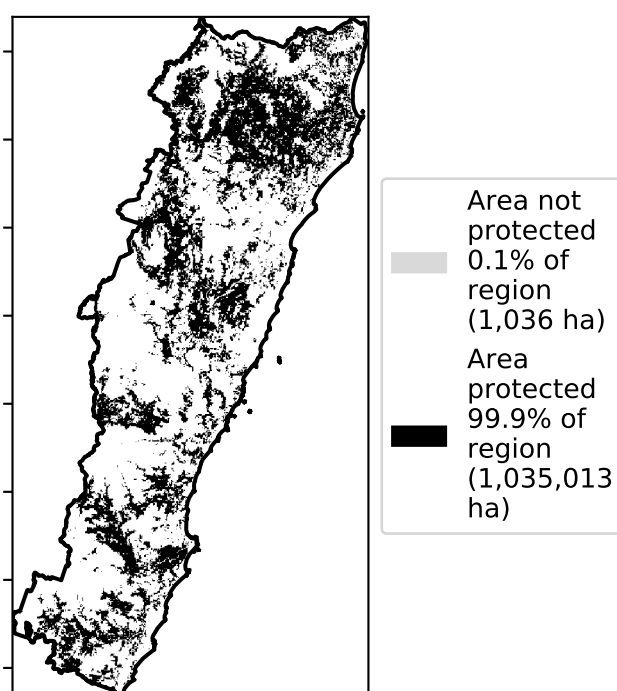 Area not
protected
0.1% of
region
(1,036 ha)
Area
protected
99.9% of
region
(1,035,013
ha)